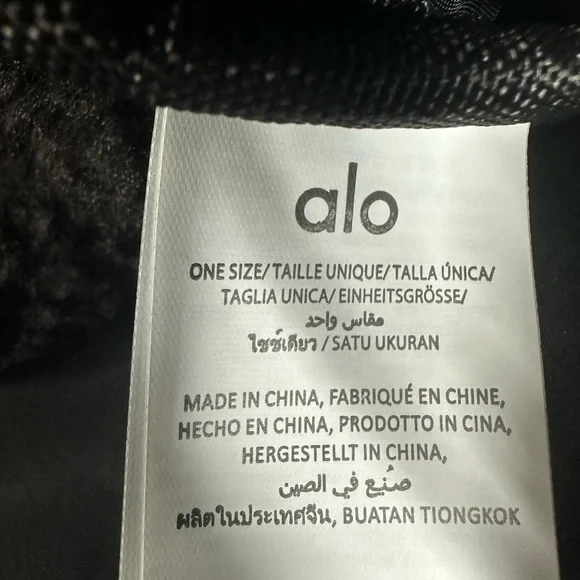 alo
ONE SIZE/ TAILLE UNIQUE/ TALLA ÚNICA/
TAGLIA UNICA/ EINHEITSGRÖSSE/
مقاس واحد
ไซซ์เดียว / SATU UKURAN
MADE IN CHINA, FABRIQUÉ EN CHINE,
HECHO EN CHINA, PRODOTTO IN CINA,
HERGESTELLT IN CHINA,
صُنِع في الصين
ผลิตในประเทศจีน, BUATAN TIONGKOK